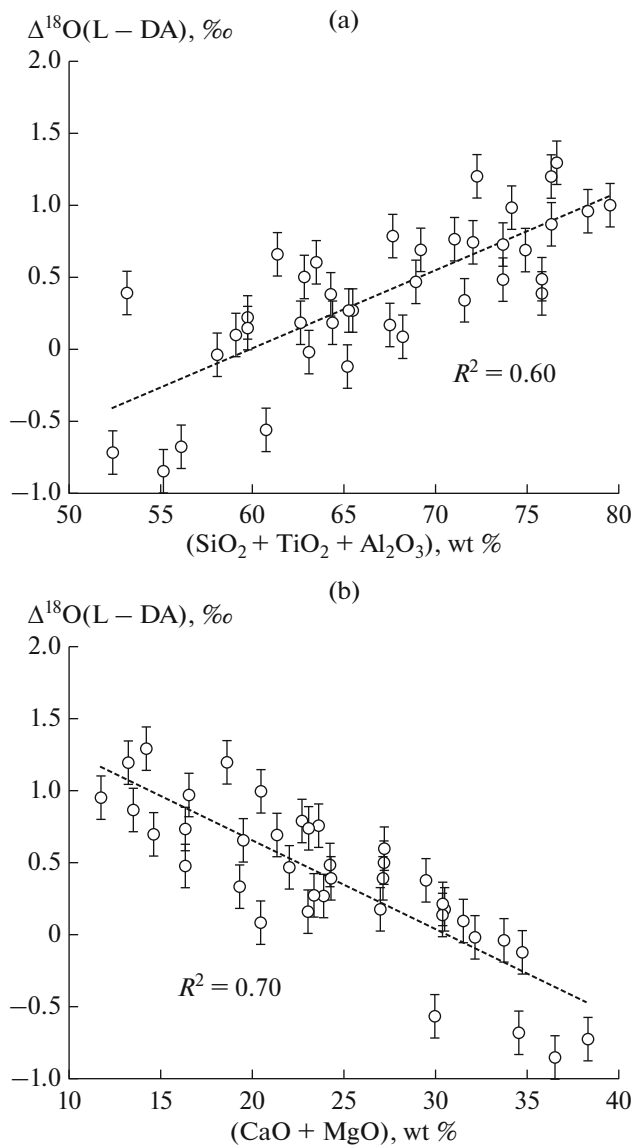 (a)
Δ¹⁸O(L – DA), ‰
2.0
1.5
1.0
0.5
0
−0.5
−1.0
R² = 0.60
50 55 60 65 70 75 80
(SiO₂ + TiO₂ + Al₂O₃), wt %
(b)
Δ¹⁸O(L – DA), ‰
2.0
1.5
1.0
0.5
0
−0.5
−1.0
R² = 0.70
10 15 20 25 30 35 40
(CaO + MgO), wt %